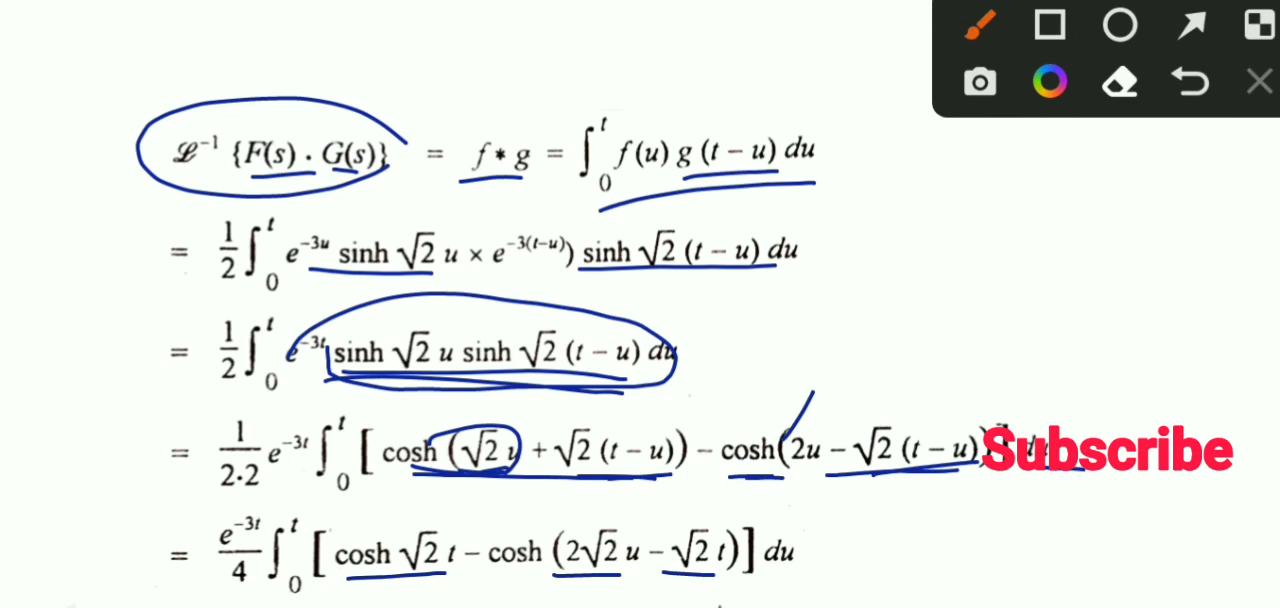 ℒ⁻¹ {F(s) · G(s)} = f * g = ∫₀ᵗ f(u) g (t − u) du
= 1/2 ∫₀ᵗ e^{−3u} sinh √2 u × e^{−3(t−u)}) sinh √2 (t − u) du
= 1/2 ∫₀ᵗ e^{−3t} sinh √2 u sinh √2 (t − u) du
= 1/(2·2) e^{−3t} ∫₀ᵗ [ cosh (√2 u + √2 (t − u)) − cosh(2u − √2 (t − u))] du
Subscribe
= e^{−3t}/4 ∫₀ᵗ [ cosh √2 t − cosh (2√2 u − √2 t)] du